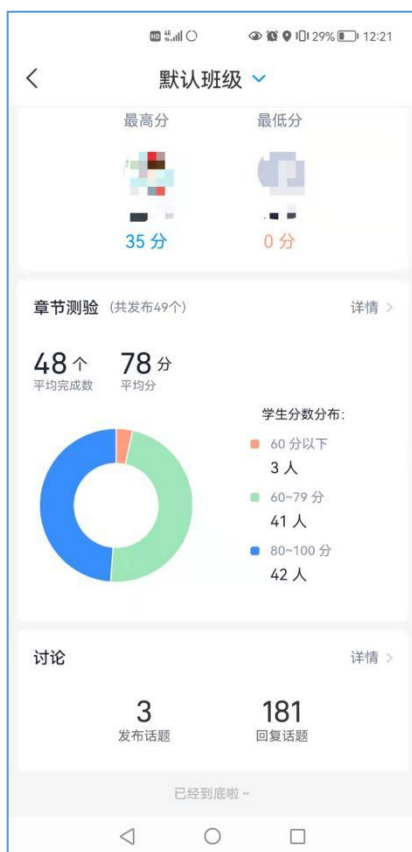 29% 12:21
默认班级
最高分 最低分
35 分 0 分
章节测验 (共发布49个) 详情
48 个 78 分
平均完成数 平均分
学生分数分布:
60 分以下
3 人
60~79 分
41 人
80~100 分
42 人
讨论 详情
3 181
发布话题 回复话题
已经到底啦 ~